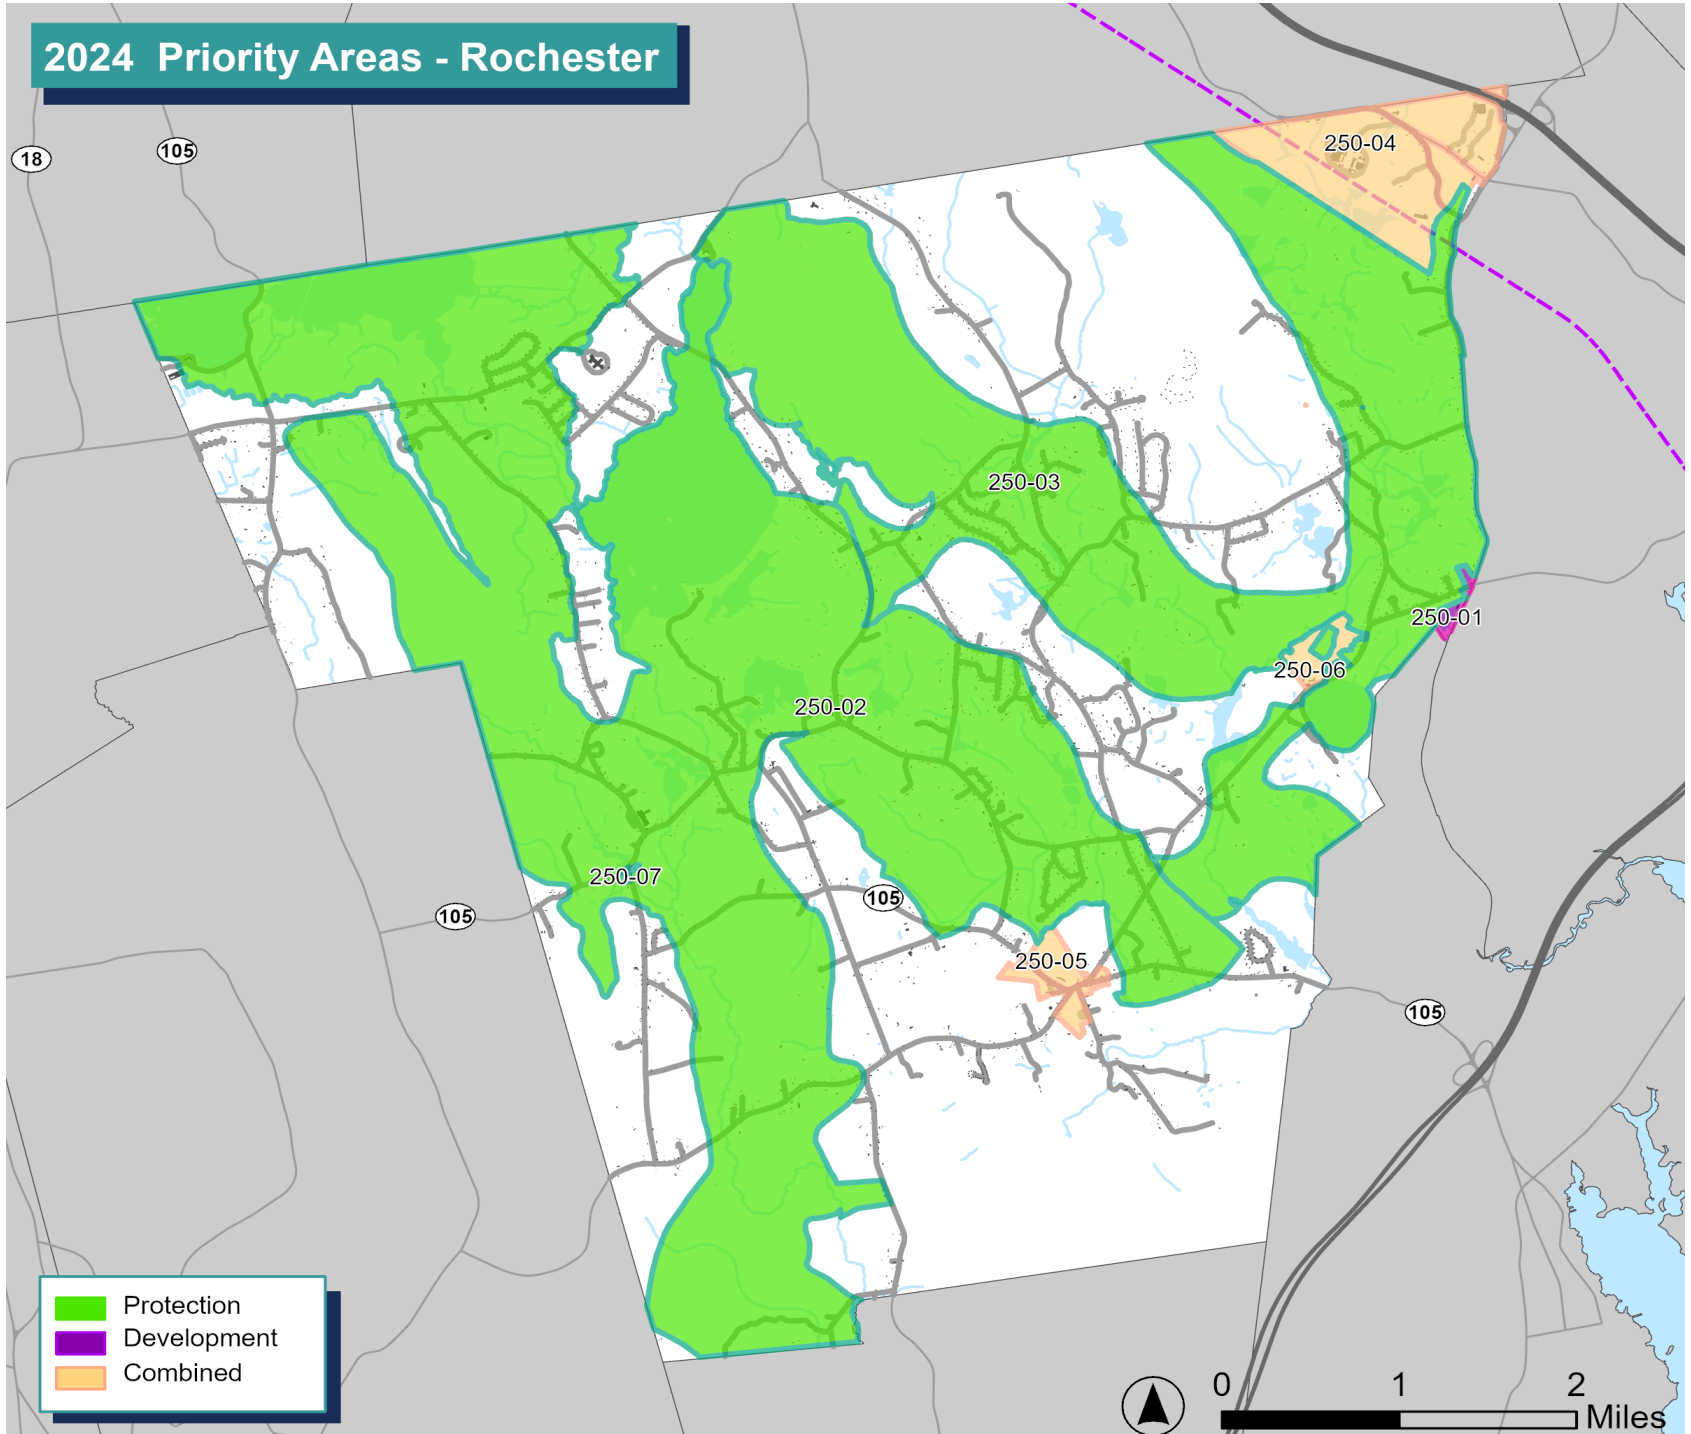 2024  Priority Areas - Rochester
18
105
250-04
250-03
250-01
250-06
250-02
250-07
105
105
250-05
105
Protection
Development
Combined
0 1 2
Miles